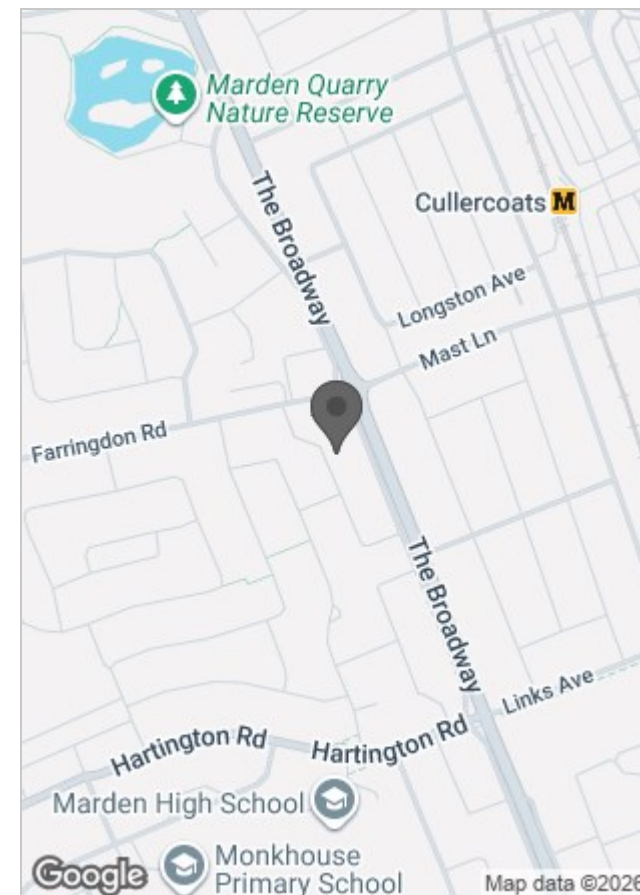 Marden Quarry
Nature Reserve
The Broadway
Cullercoats M
Longston Ave
Mast Ln
Farringdon Rd
The Broadway
Links Ave
Hartington Rd
Hartington Rd
Marden High School
Monkhouse
Primary School
Google
Map data ©2026